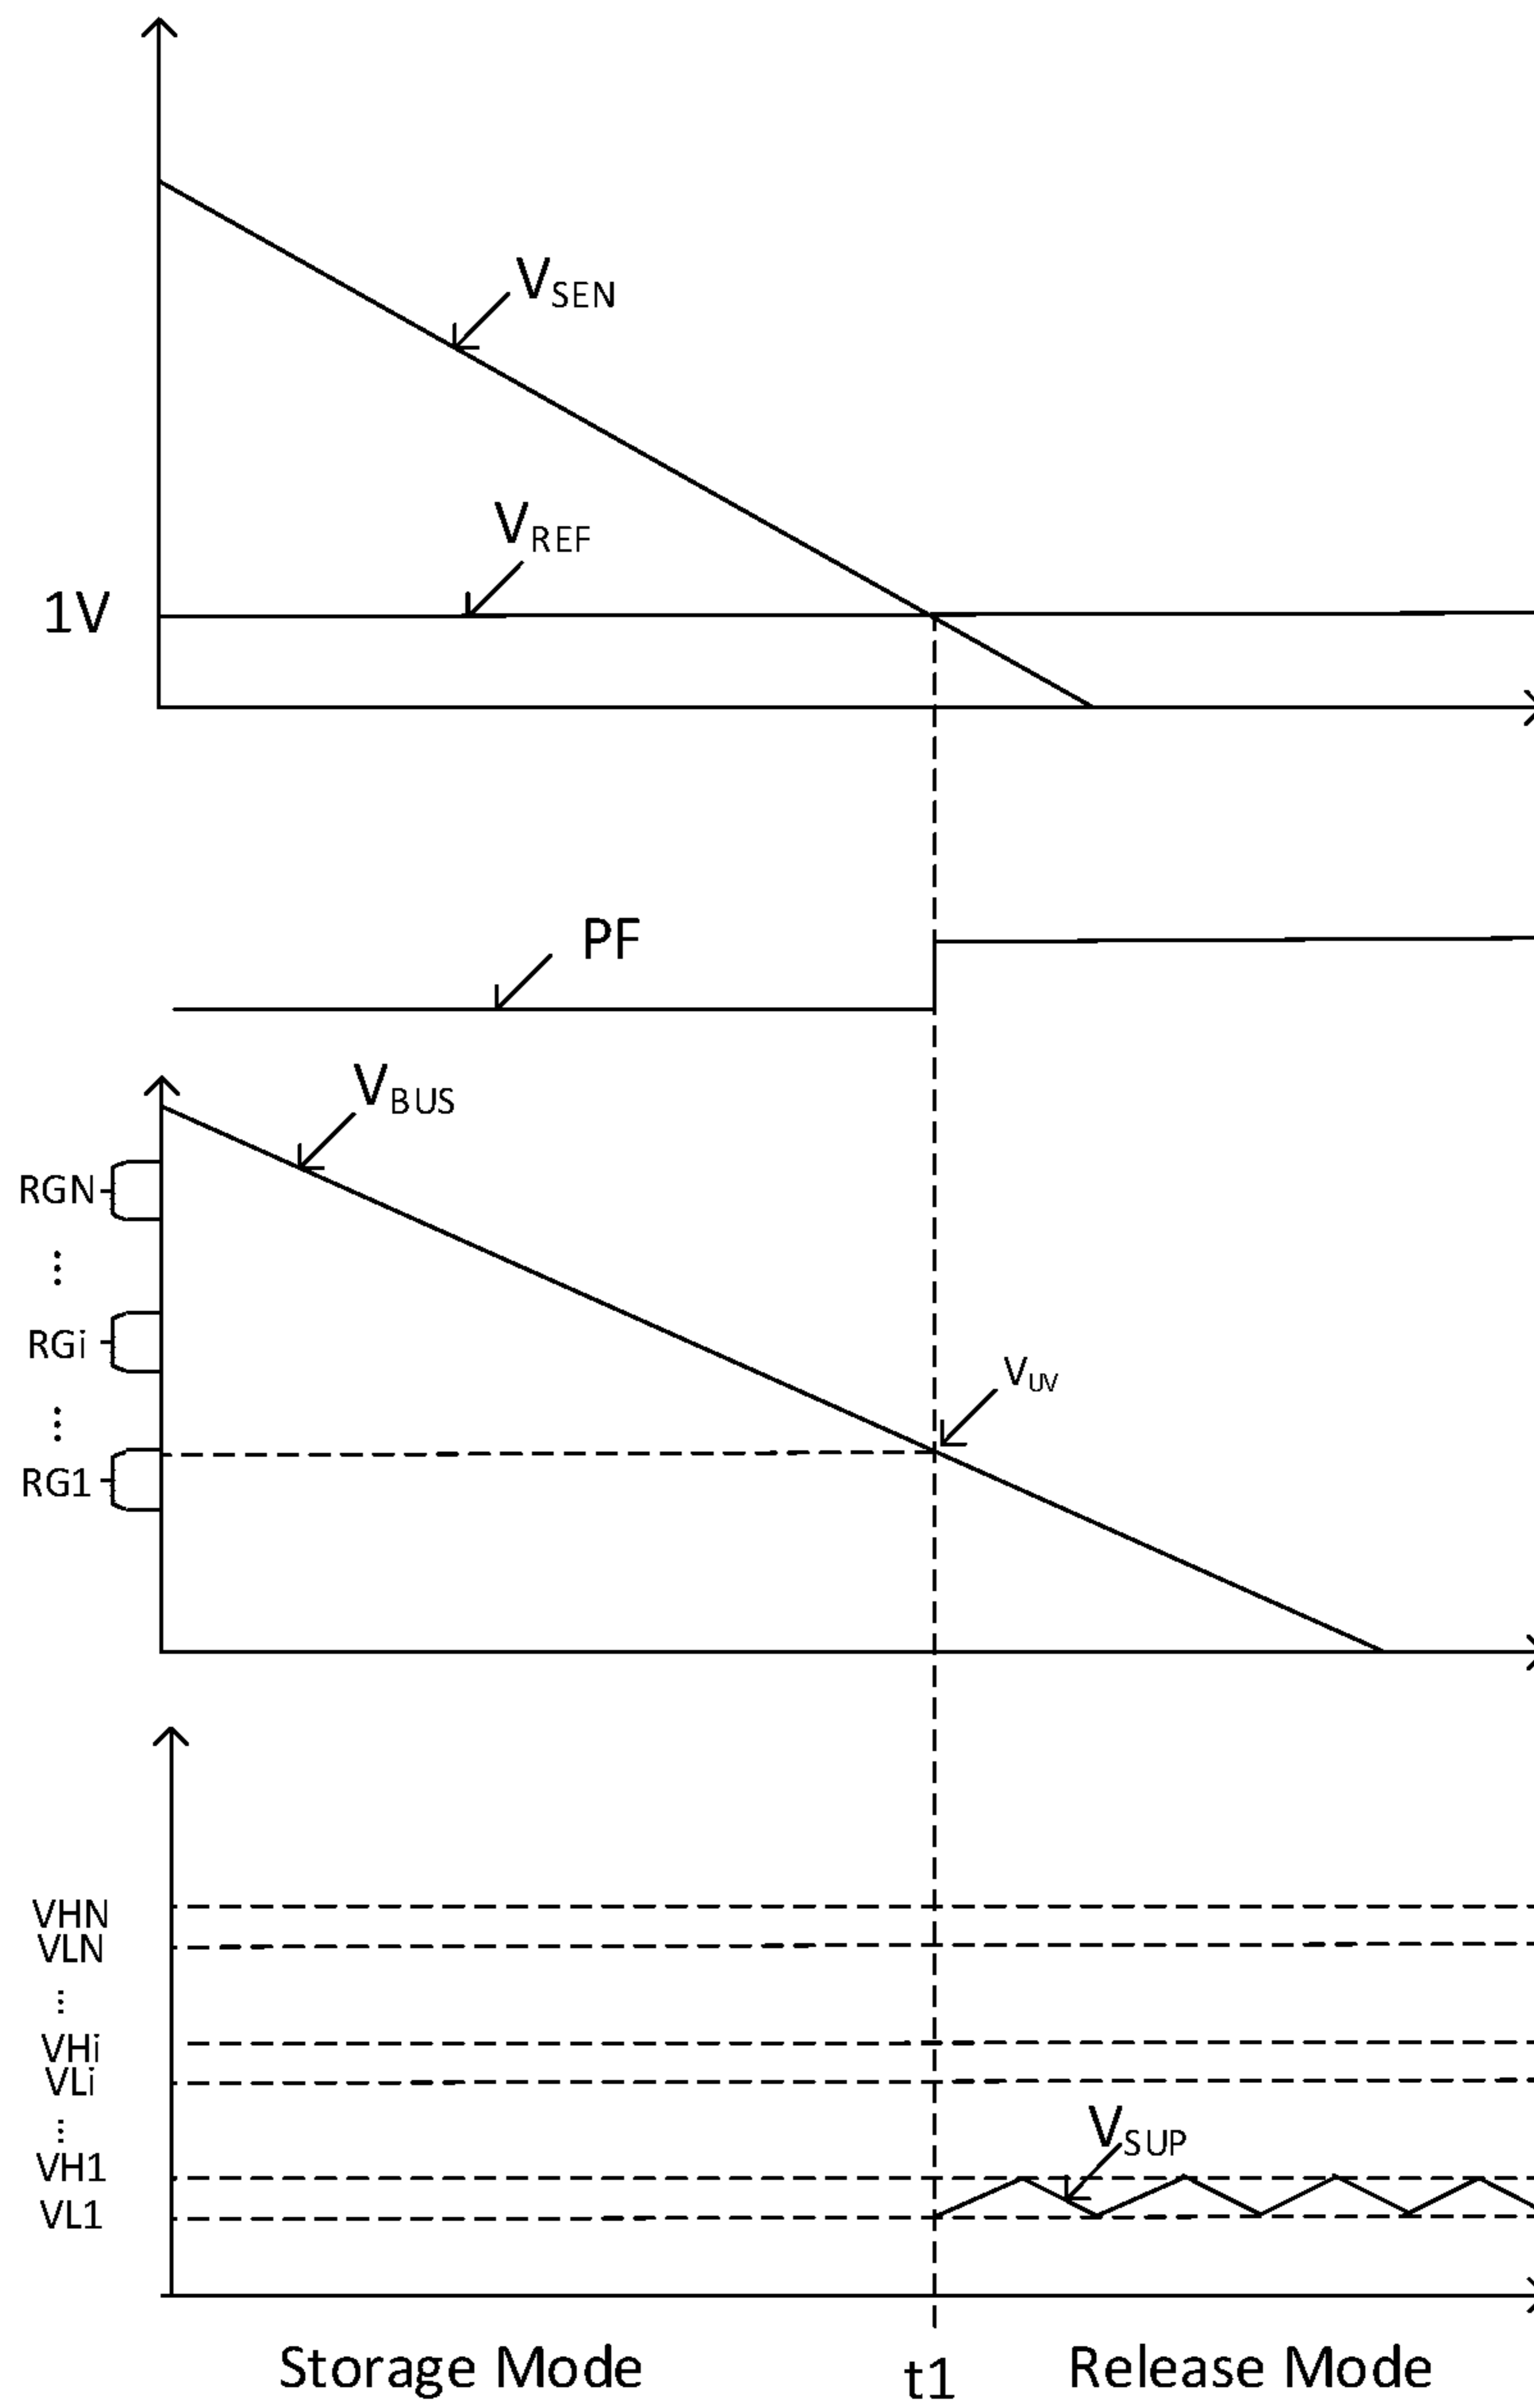 VSEN
VREF
1V
PF
VBUS
RGN
⋮
RGi
⋮
RG1
VUV
VHN
VLN
⋮
VHi
VLi
⋮
VH1
VL1
VSUP
Storage Mode
t1
Release Mode